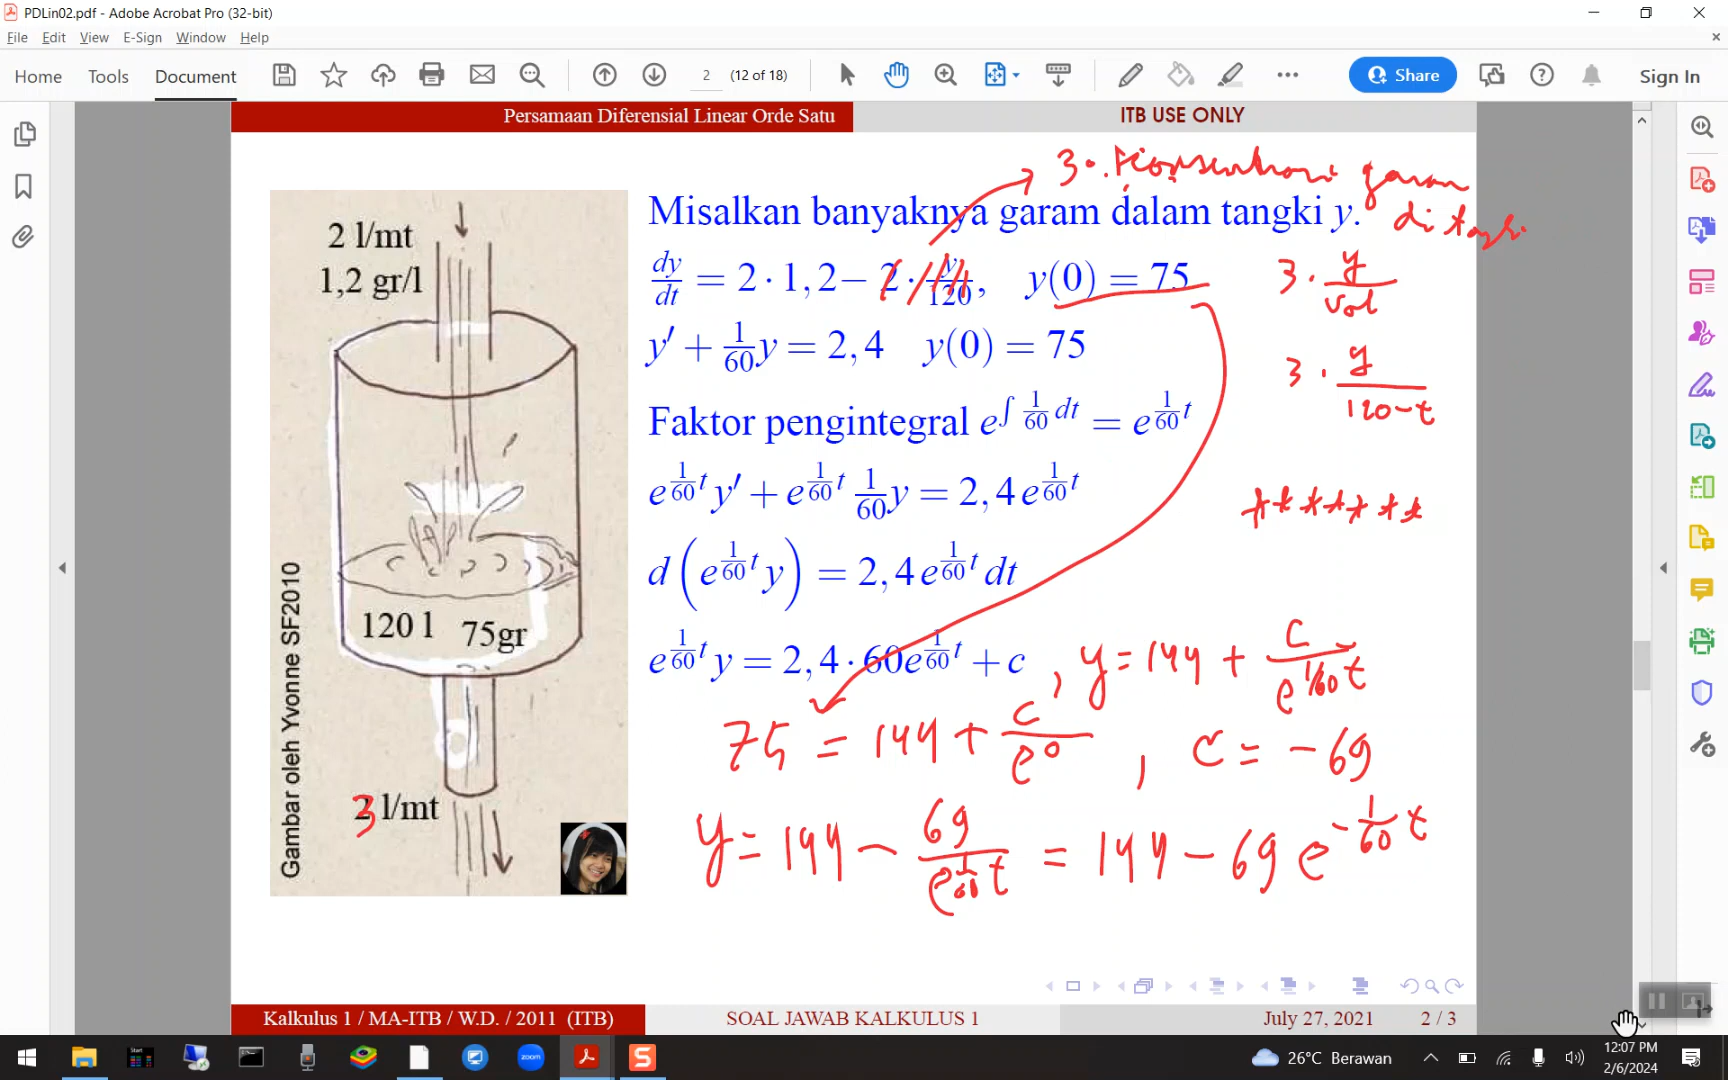 PDLin02.pdf - Adobe Acrobat Pro (32-bit)
File Edit View E-Sign Window Help
Home Tools Document 2 (12 of 18) Share Sign In
Persamaan Diferensial Linear Orde Satu ITB USE ONLY
3 · Konsentrasi garam
di tangki
2 l/mt
1,2 gr/l
120 l 75gr
3 l/mt
Gambar oleh Yvonne SF2010
Misalkan banyaknya garam dalam tangki y.
dy/dt = 2 · 1, 2 − 2 · y/120, y(0) = 75
y′ + 1/60 y = 2, 4 y(0) = 75
Faktor pengintegral e^∫ 1/60 dt = e^1/60 t
e^1/60 t y′ + e^1/60 t 1/60 y = 2, 4 e^1/60 t
d (e^1/60 t y) = 2, 4 e^1/60 t dt
e^1/60 t y = 2, 4 · 60e^1/60 t + c
3 · y/vol
3 · y/120-t
*******
, y = 144 + c/e^1/60 t
75 = 144 + c/e^0 , c = -69
y = 144 - 69/e^1/60 t = 144 - 69 e^-1/60 t
Kalkulus 1 / MA-ITB / W.D. / 2011 (ITB) SOAL JAWAB KALKULUS 1 July 27, 2021 2 / 3
Start zoom S 26°C Berawan
12:07 PM
2/6/2024